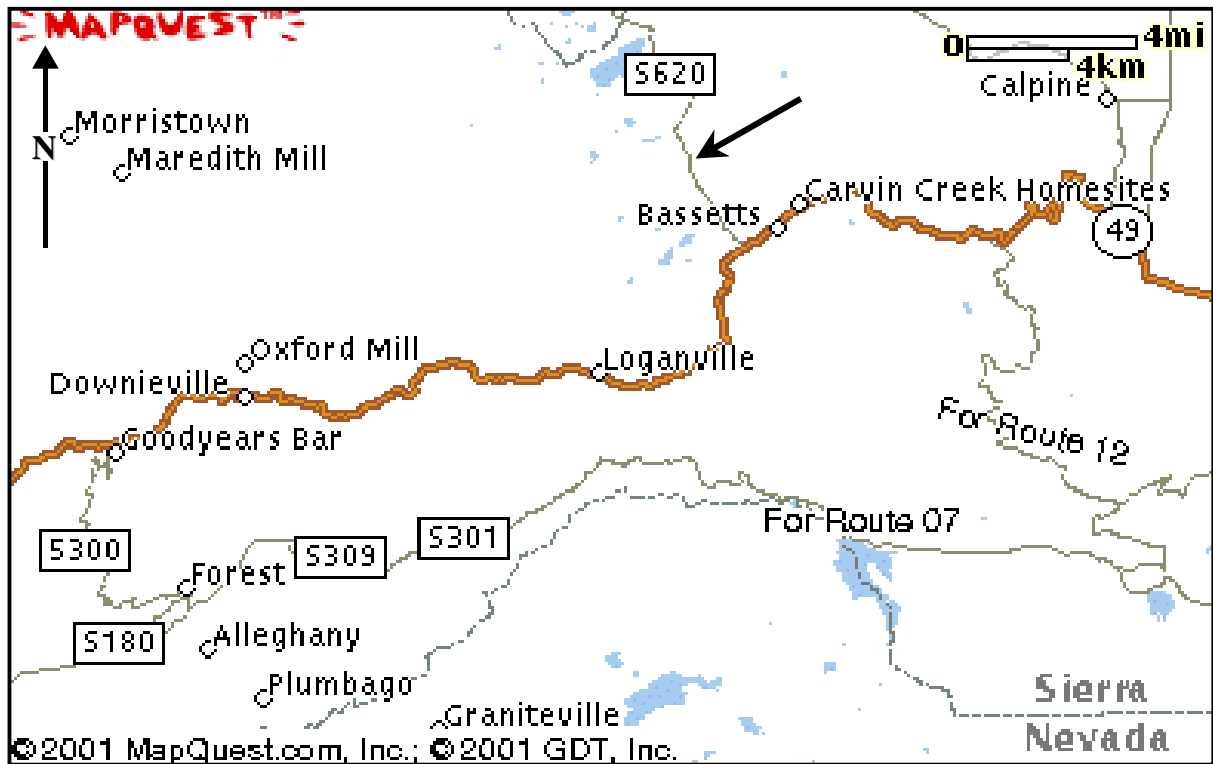 MAPQUEST™
0 4mi
4km
S620
Calpine
N
Morristown
Maredith Mill
Carvin Creek Homesites
Bassetts
49
Oxford Mill
Loganville
Downieville
For Route 12
Goodyears Bar
For Route 07
S301
S300
S309
Forest
S180
Alleghany
Plumbago
Sierra
Graniteville
Nevada
©2001 MapQuest.com, Inc.; ©2001 GDT, Inc.